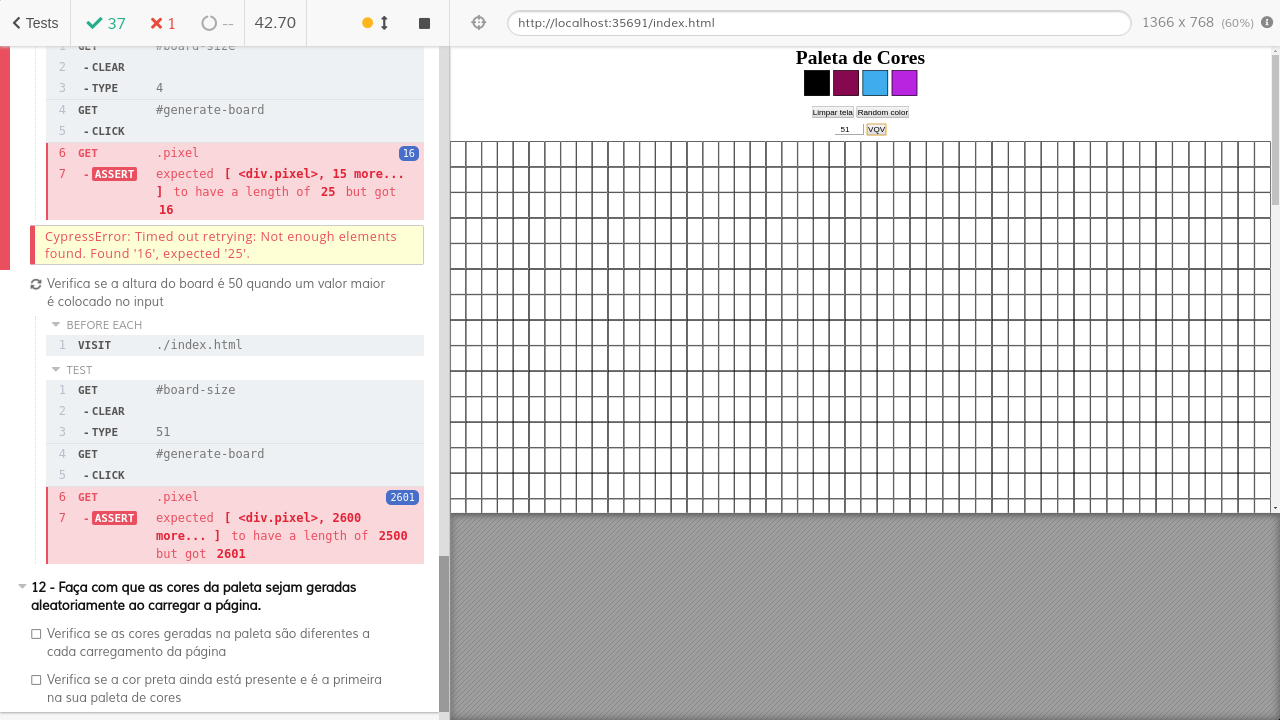 Tests
37
1
--
42.70
http://localhost:35691/index.html
1366 x 768 (60%)
1 GET #board-size
2 - CLEAR
3 - TYPE 4
4 GET #generate-board
5 - CLICK
6 GET .pixel 16
7 - ASSERT expected [ <div.pixel>, 15 more...
] to have a length of 25 but got
16
CypressError: Timed out retrying: Not enough elements
found. Found '16', expected '25'.
Verifica se a altura do board é 50 quando um valor maior
é colocado no input
BEFORE EACH
1 VISIT ./index.html
TEST
1 GET #board-size
2 - CLEAR
3 - TYPE 51
4 GET #generate-board
5 - CLICK
6 GET .pixel 2601
7 - ASSERT expected [ <div.pixel>, 2600
more... ] to have a length of 2500
but got 2601
12 - Faça com que as cores da paleta sejam geradas
aleatoriamente ao carregar a página.
Verifica se as cores geradas na paleta são diferentes a
cada carregamento da página
Verifica se a cor preta ainda está presente e é a primeira
na sua paleta de cores
Paleta de Cores
Limpar tela Random color
51 VQV